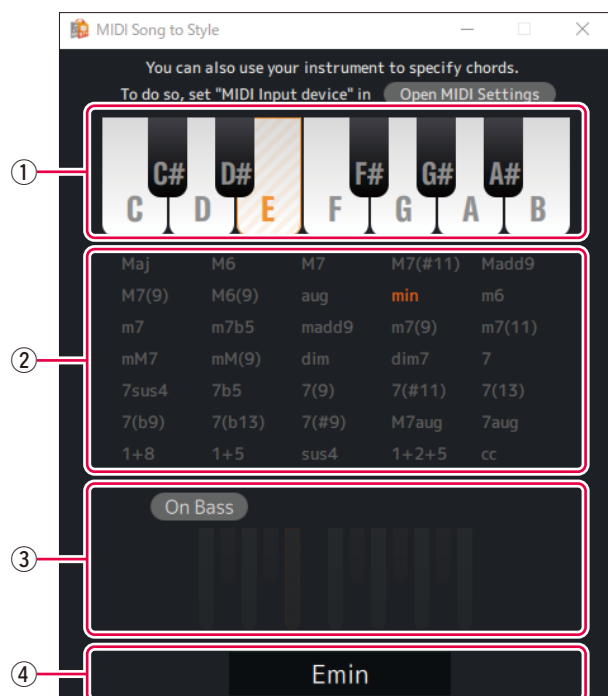 MIDI Song to Style
You can also use your instrument to specify chords.
To do so, set "MIDI Input device" in Open MIDI Settings
1
C# D# F# G# A#
C D E F G A B
2
Maj M6 M7 M7(#11) Madd9
M7(9) M6(9) aug min m6
m7 m7b5 madd9 m7(9) m7(11)
mM7 mM(9) dim dim7 7
7sus4 7b5 7(9) 7(#11) 7(13)
7(b9) 7(b13) 7(#9) M7aug 7aug
1+8 1+5 sus4 1+2+5 cc
On Bass
3
4
Emin